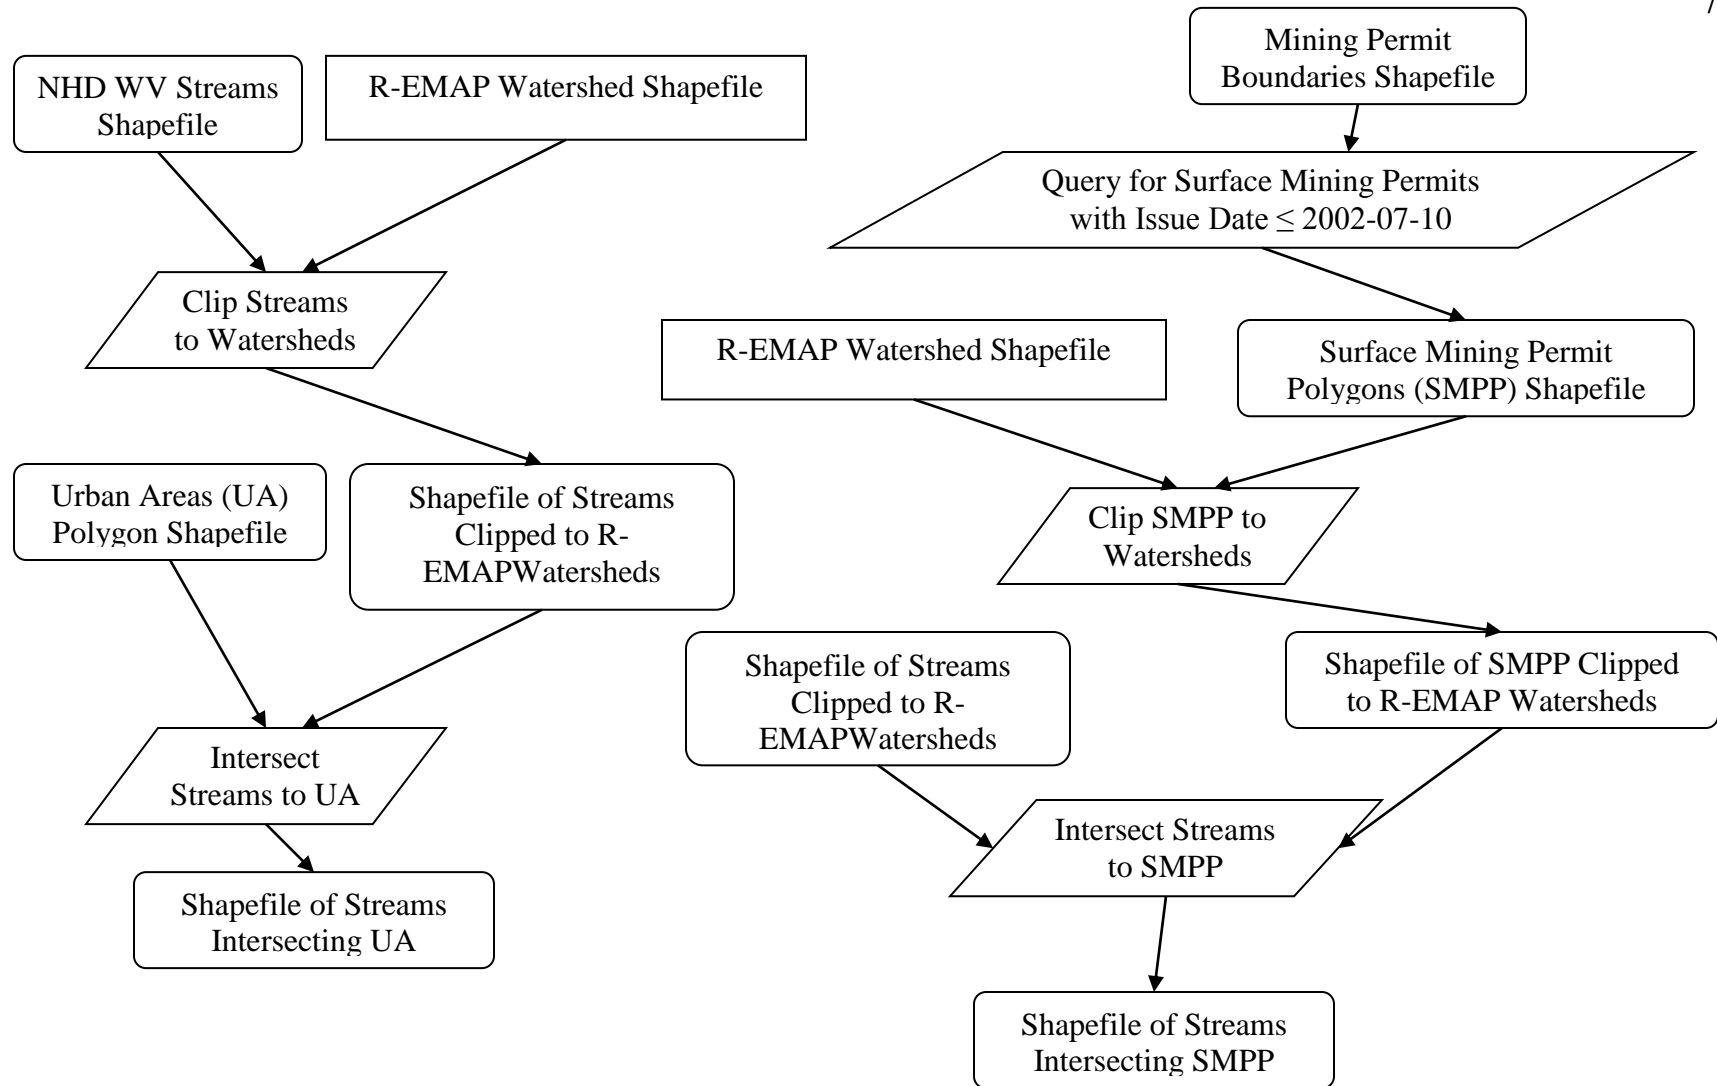 NHD WV Streams
Shapefile
R-EMAP Watershed Shapefile
Clip Streams
to Watersheds
Urban Areas (UA)
Polygon Shapefile
Shapefile of Streams
Clipped to R-
EMAPWatersheds
Intersect
Streams to UA
Shapefile of Streams
Intersecting UA
Mining Permit
Boundaries Shapefile
Query for Surface Mining Permits
with Issue Date ≤ 2002-07-10
R-EMAP Watershed Shapefile
Surface Mining Permit
Polygons (SMPP) Shapefile
Clip SMPP to
Watersheds
Shapefile of Streams
Clipped to R-
EMAPWatersheds
Shapefile of SMPP Clipped
to R-EMAP Watersheds
Intersect Streams
to SMPP
Shapefile of Streams
Intersecting SMPP